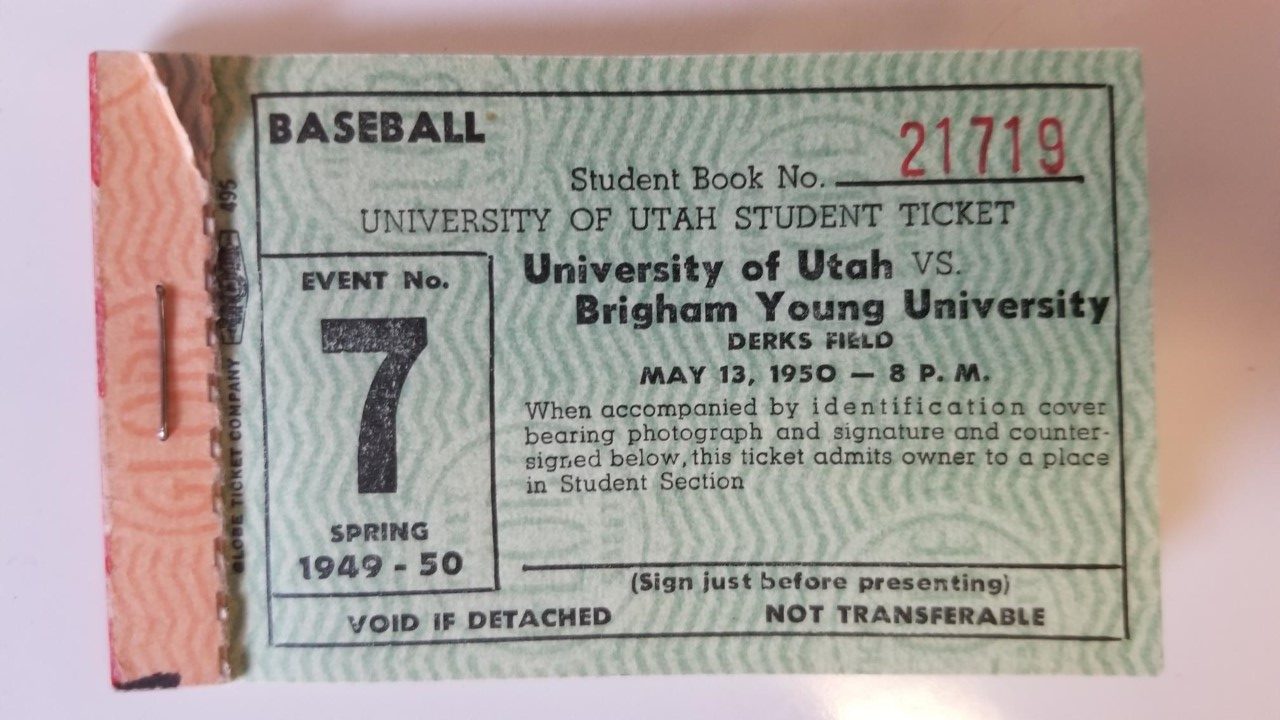 BASEBALL
21719
Student Book No.
UNIVERSITY OF UTAH STUDENT TICKET
EVENT No.
7
SPRING
1949 - 50
University of Utah VS.
Brigham Young University
DERKS FIELD
MAY 13, 1950 — 8 P. M.
When accompanied by identification cover
bearing photograph and signature and counter-
signed below, this ticket admits owner to a place
in Student Section
(Sign just before presenting)
VOID IF DETACHED
NOT TRANSFERABLE
GLOBE TICKET COMPANY 495